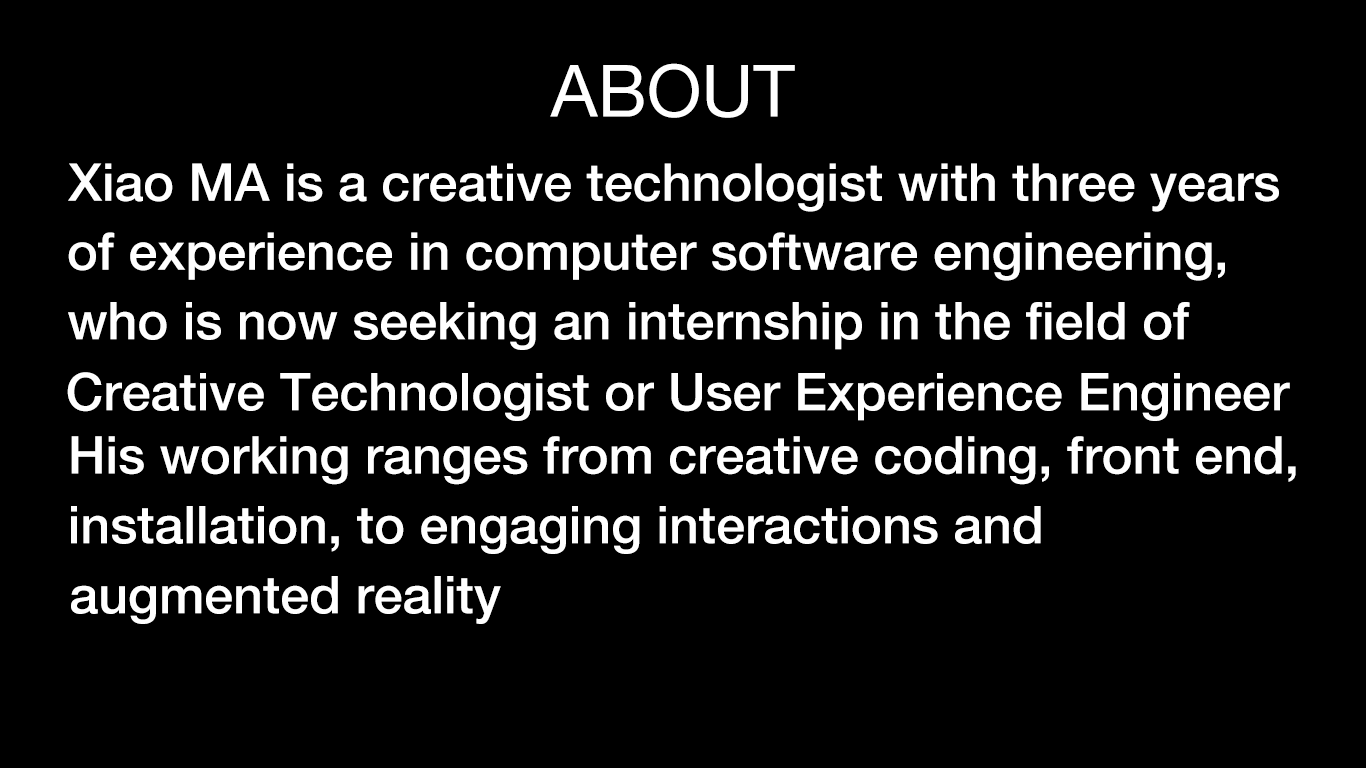 ABOUT
Xiao MA is a creative technologist with three years
of experience in computer software engineering,
who is now seeking an internship in the field of
Creative Technologist or User Experience Engineer
His working ranges from creative coding, front end,
installation, to engaging interactions and
augmented reality